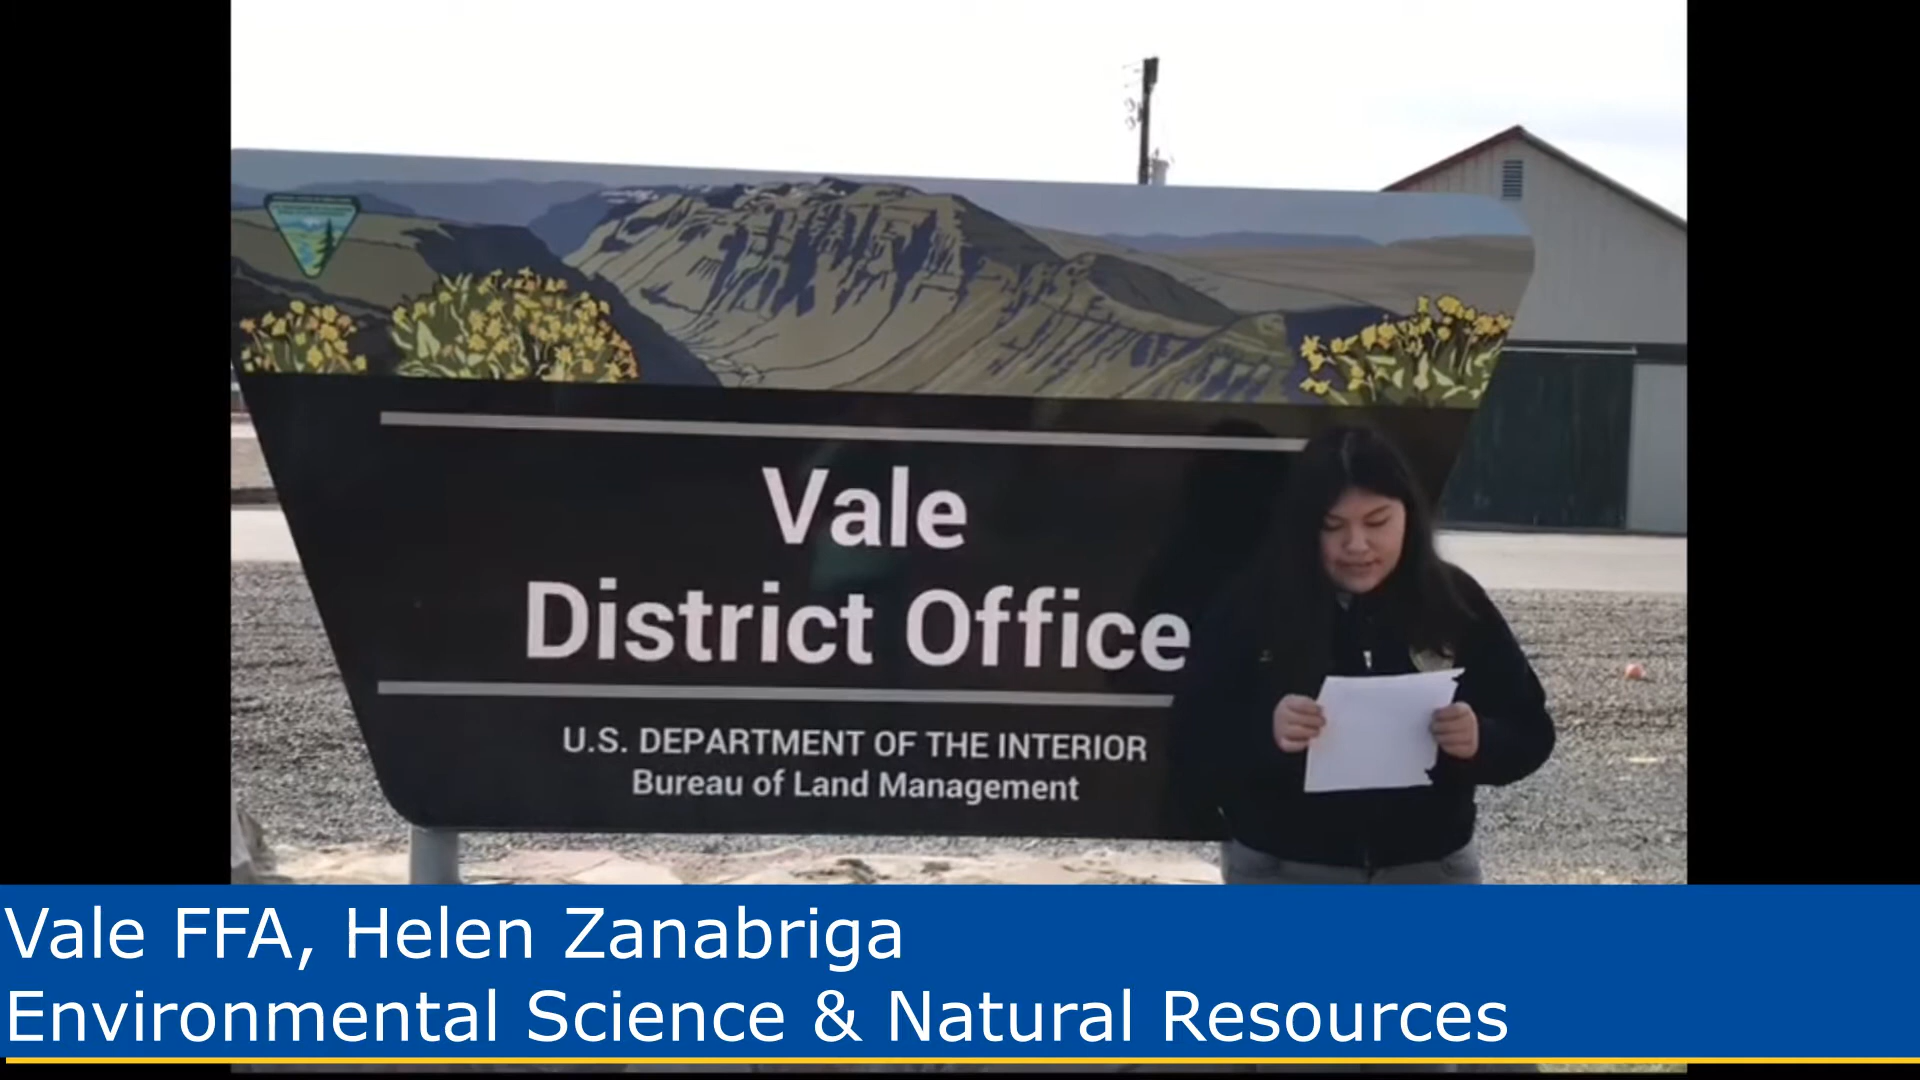 Vale
District Office
U.S. DEPARTMENT OF THE INTERIOR
Bureau of Land Management
Vale FFA, Helen Zanabriga
Environmental Science & Natural Resources